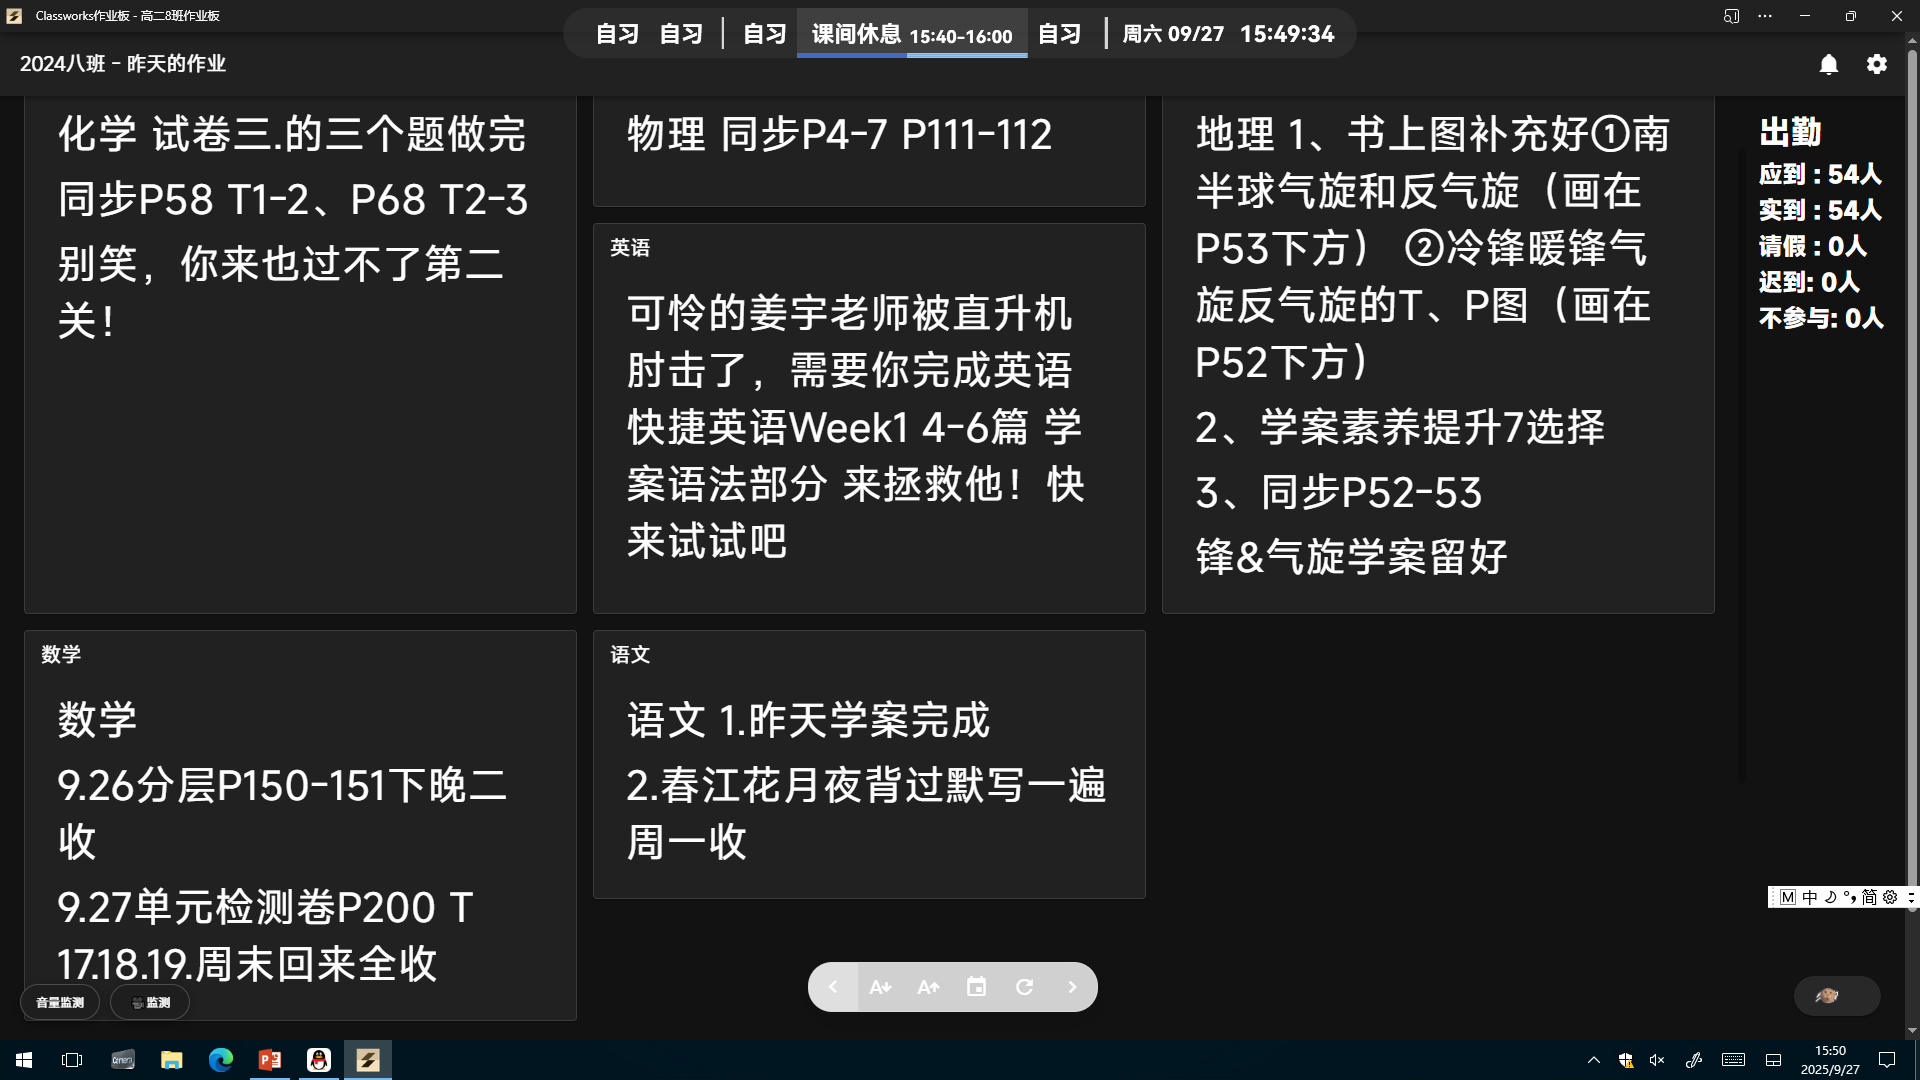 Classworks作业板 - 高二8班作业板
自习 自习 自习 课间休息 15:40-16:00 自习 周六 09/27 15:49:34
2024八班 - 昨天的作业
化学 试卷三.的三个题做完
同步P58 T1-2、P68 T2-3
别笑，你来也过不了第二
关！
物理 同步P4-7 P111-112
英语
可怜的姜宇老师被直升机
肘击了，需要你完成英语
快捷英语Week1 4-6篇 学
案语法部分 来拯救他！快
来试试吧
地理 1、书上图补充好①南
半球气旋和反气旋（画在
P53下方） ②冷锋暖锋气
旋反气旋的T、P图（画在
P52下方）
2、学案素养提升7选择
3、同步P52-53
锋&气旋学案留好
出勤
应到 : 54人
实到 : 54人
请假 : 0人
迟到: 0人
不参与: 0人
数学
数学
9.26分层P150-151下晚二
收
9.27单元检测卷P200 T
17.18.19.周末回来全收
语文
语文 1.昨天学案完成
2.春江花月夜背过默写一遍
周一收
M 中 简
音量监测 监测
15:50
2025/9/27